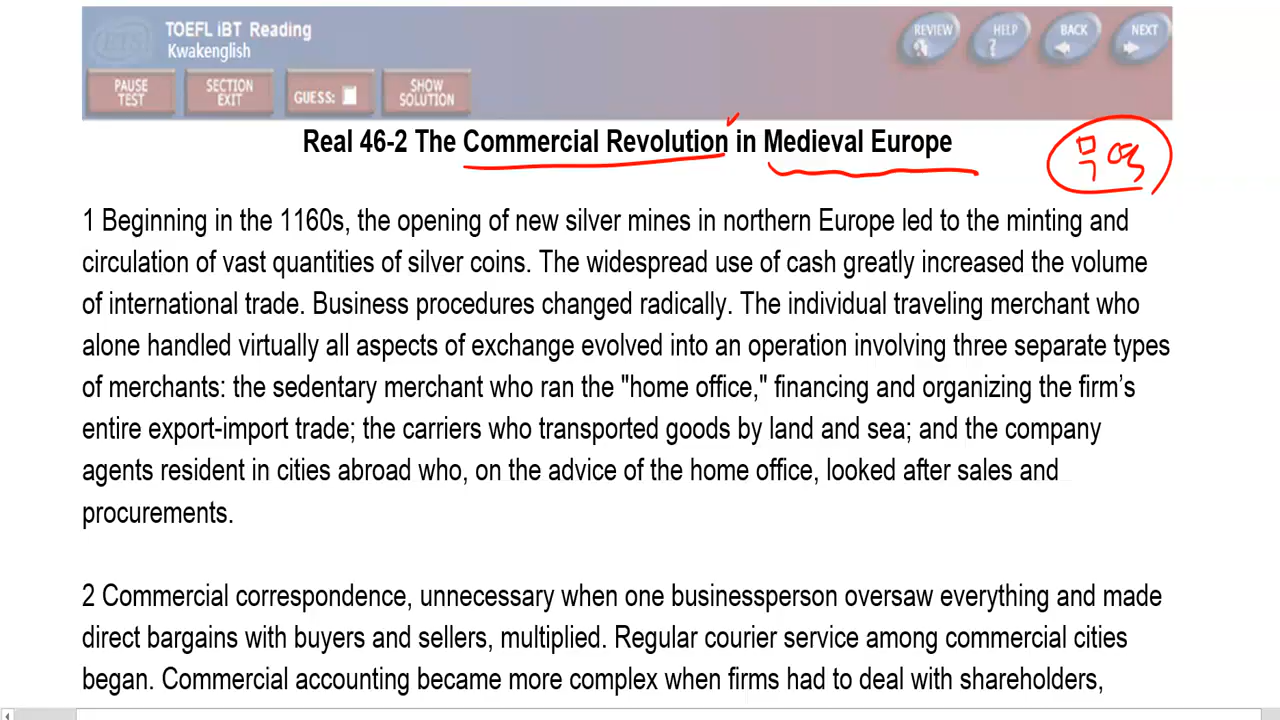 TOEFL iBT Reading
Kwakenglish
REVIEW
HELP
?
BACK
NEXT
PAUSE
TEST
SECTION
EXIT
GUESS:
SHOW
SOLUTION
Real 46-2 The Commercial Revolution in Medieval Europe
무역
1 Beginning in the 1160s, the opening of new silver mines in northern Europe led to the minting and
circulation of vast quantities of silver coins. The widespread use of cash greatly increased the volume
of international trade. Business procedures changed radically. The individual traveling merchant who
alone handled virtually all aspects of exchange evolved into an operation involving three separate types
of merchants: the sedentary merchant who ran the "home office," financing and organizing the firm's
entire export-import trade; the carriers who transported goods by land and sea; and the company
agents resident in cities abroad who, on the advice of the home office, looked after sales and
procurements.
2 Commercial correspondence, unnecessary when one businessperson oversaw everything and made
direct bargains with buyers and sellers, multiplied. Regular courier service among commercial cities
began. Commercial accounting became more complex when firms had to deal with shareholders,